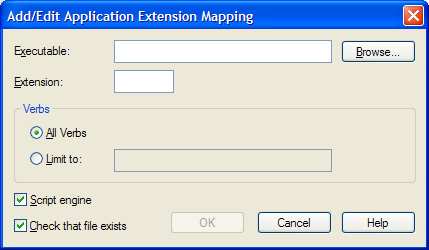 Add/Edit Application Extension Mapping
Executable:
Browse...
Extension:
Verbs
All Verbs
Limit to:
Script engine
Check that file exists
OK
Cancel
Help